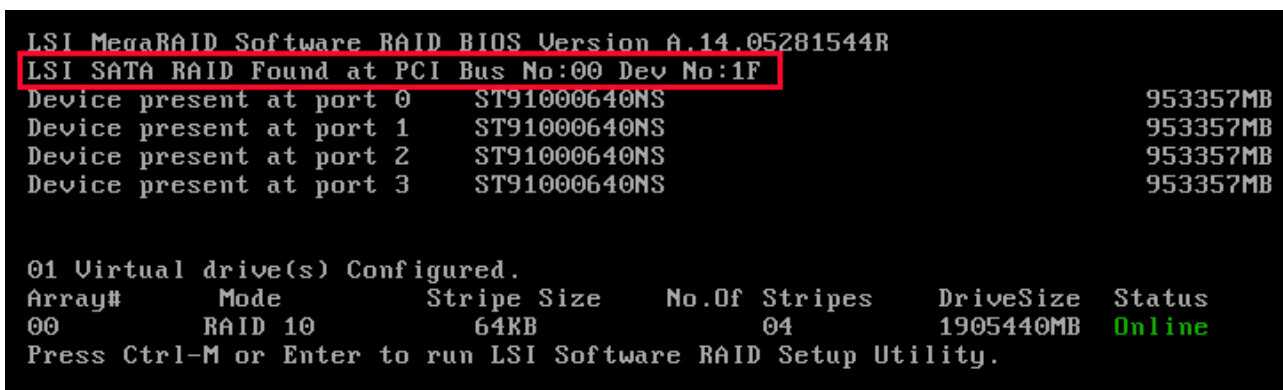 LSI MegaRAID Software RAID BIOS Version A.14.05281544R
LSI SATA RAID Found at PCI Bus No:00 Dev No:1F
Device present at port 0 ST91000640NS 953357MB
Device present at port 1 ST91000640NS 953357MB
Device present at port 2 ST91000640NS 953357MB
Device present at port 3 ST91000640NS 953357MB
01 Virtual drive(s) Configured.
Array# Mode Stripe Size No.Of Stripes DriveSize Status
00 RAID 10 64KB 04 1905440MB Online
Press Ctrl-M or Enter to run LSI Software RAID Setup Utility.